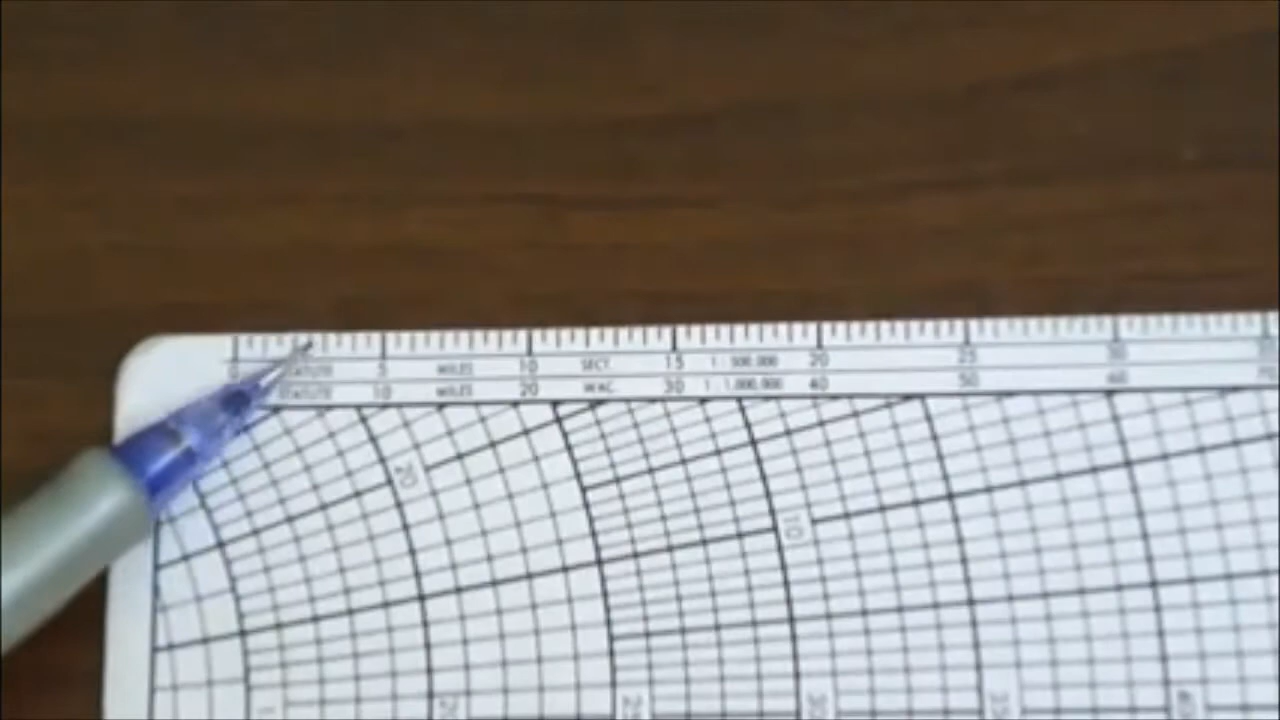 0 STATUTE 5 MILES 10 SECT. 15 1 : 500,000 20 25 30
STATUTE 10 MILES 20 WAC. 30 1 : 1,000,000 40 50 60 70
20
10